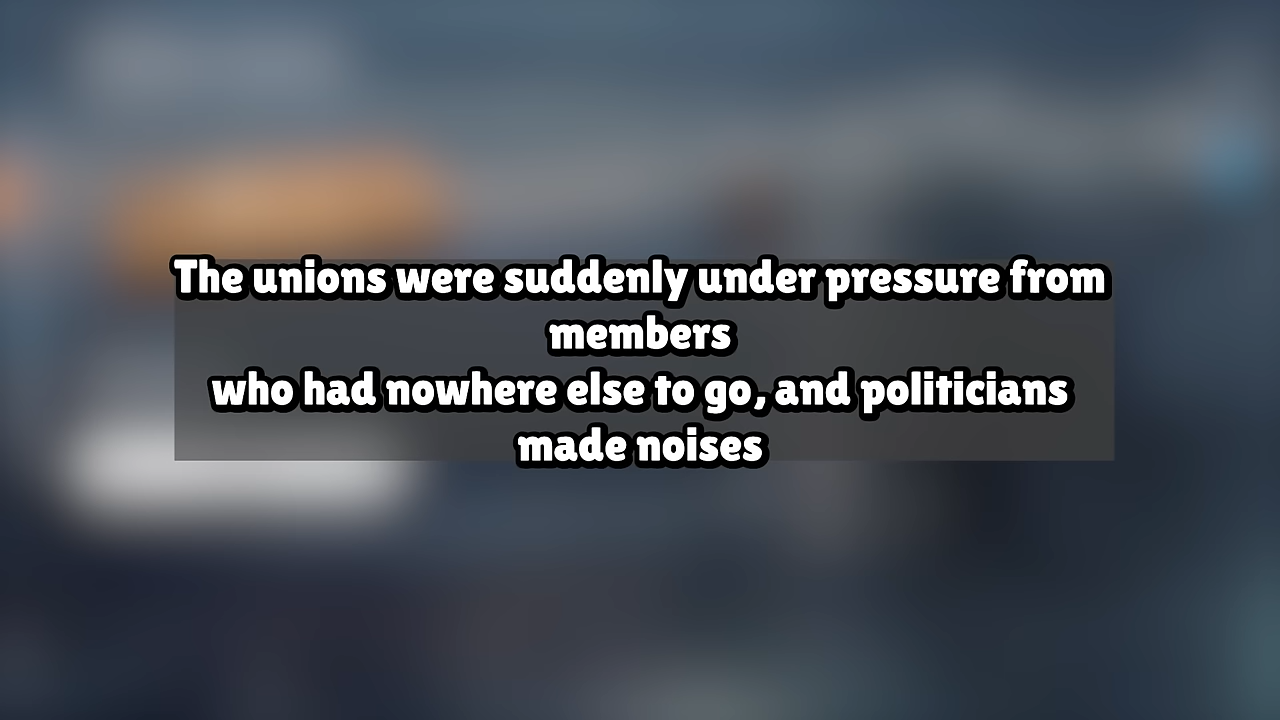 The unions were suddenly under pressure from
members
who had nowhere else to go, and politicians
made noises